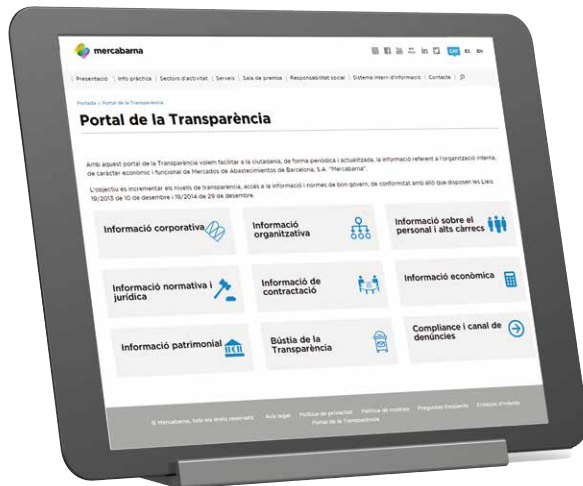 mercabarna
in
CAT ES EN
Presentació | Info pràctica | Sectors d'activitat | Serveis | Sala de premsa | Responsabilitat social | Sistema intern d'informació | Contacte
Portada > Portal de la Transparència
Portal de la Transparència
Amb aquest portal de la Transparència volem facilitar a la ciutadania, de forma periòdica i actualitzada, la informació referent a l'organització interna,
de caràcter econòmic i funcional de Mercados de Abastecimientos de Barcelona, S.A. "Mercabarna".
L'objectiu és incrementar els nivells de transparència, accés a la informació i normes de bon govern, de conformitat amb allò que disposen les Lleis
19/2013 de 10 de desembre i 19/2014 de 29 de desembre.
Informació corporativa
Informació
organitzativa
Informació sobre el
personal i alts càrrecs
Informació normativa i
jurídica
Informació de
contractació
Informació econòmica
Informació patrimonial
Bústia de la
Transparència
Compliance i canal de
denúncies
© Mercabarna, tots els drets reservats Avís legal Política de privacitat Política de cookies Preguntes freqüents Enllaços d'interès
Portal de la Transparència